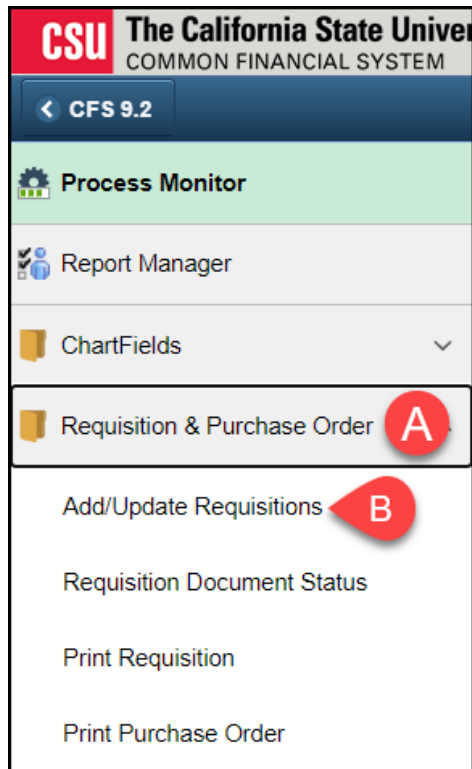 CSU The California State Univer
COMMON FINANCIAL SYSTEM
CFS 9.2
Process Monitor
Report Manager
ChartFields
Requisition & Purchase Order A
Add/Update Requisitions B
Requisition Document Status
Print Requisition
Print Purchase Order